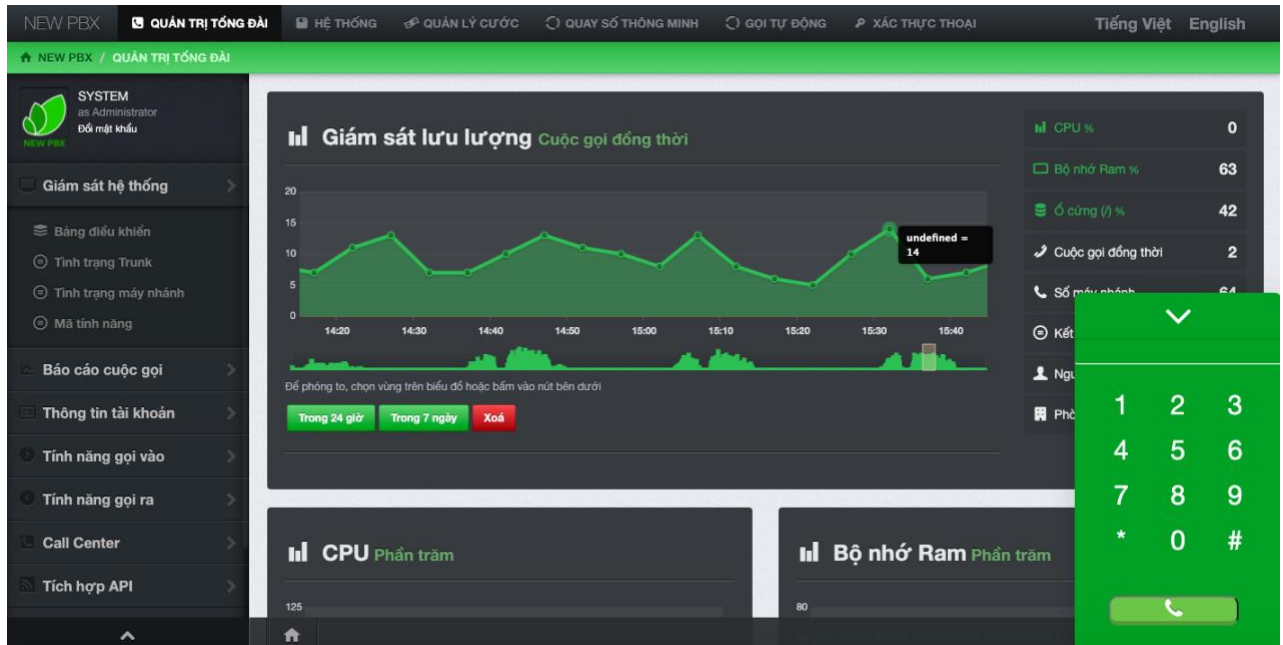 NEW PBX QUẢN TRỊ TỔNG ĐÀI HỆ THỐNG QUẢN LÝ CƯỚC QUAY SỐ THÔNG MINH GỌI TỰ ĐỘNG XÁC THỰC THOẠI Tiếng Việt English
NEW PBX / QUẢN TRỊ TỔNG ĐÀI
SYSTEM
as Administrator
Đổi mật khẩu
NEW PBX
Giám sát hệ thống
Bảng điều khiển
Tình trạng Trunk
Tình trạng máy nhánh
Mã tính năng
Báo cáo cuộc gọi
Thông tin tài khoản
Tính năng gọi vào
Tính năng gọi ra
Call Center
Tích hợp API
Giám sát lưu lượng Cuộc gọi đồng thời
20
15
10
5
0
undefined =
14
14:20 14:30 14:40 14:50 15:00 15:10 15:20 15:30 15:40
Để phóng to, chọn vùng trên biểu đồ hoặc bấm vào nút bên dưới
Trong 24 giờ Trong 7 ngày Xoá
CPU % 0
Bộ nhớ Ram % 63
Ổ cứng (/) % 42
Cuộc gọi đồng thời 2
Số máy nhánh 64
Kết
Ngư
Phò
CPU Phần trăm
125
Bộ nhớ Ram Phần trăm
80
1 2 3
4 5 6
7 8 9
* 0 #